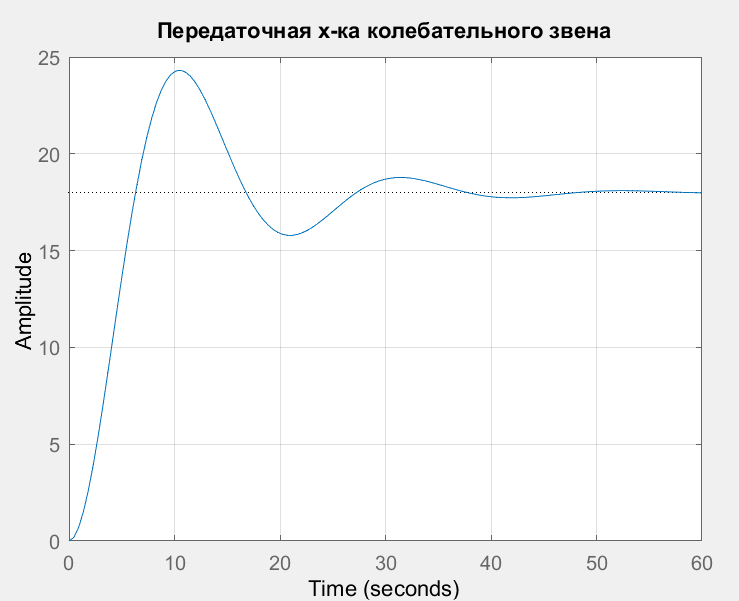 Передаточная х-ка колебательного звена
25
20
15
10
5
0
Amplitude
0 10 20 30 40 50 60
Time (seconds)